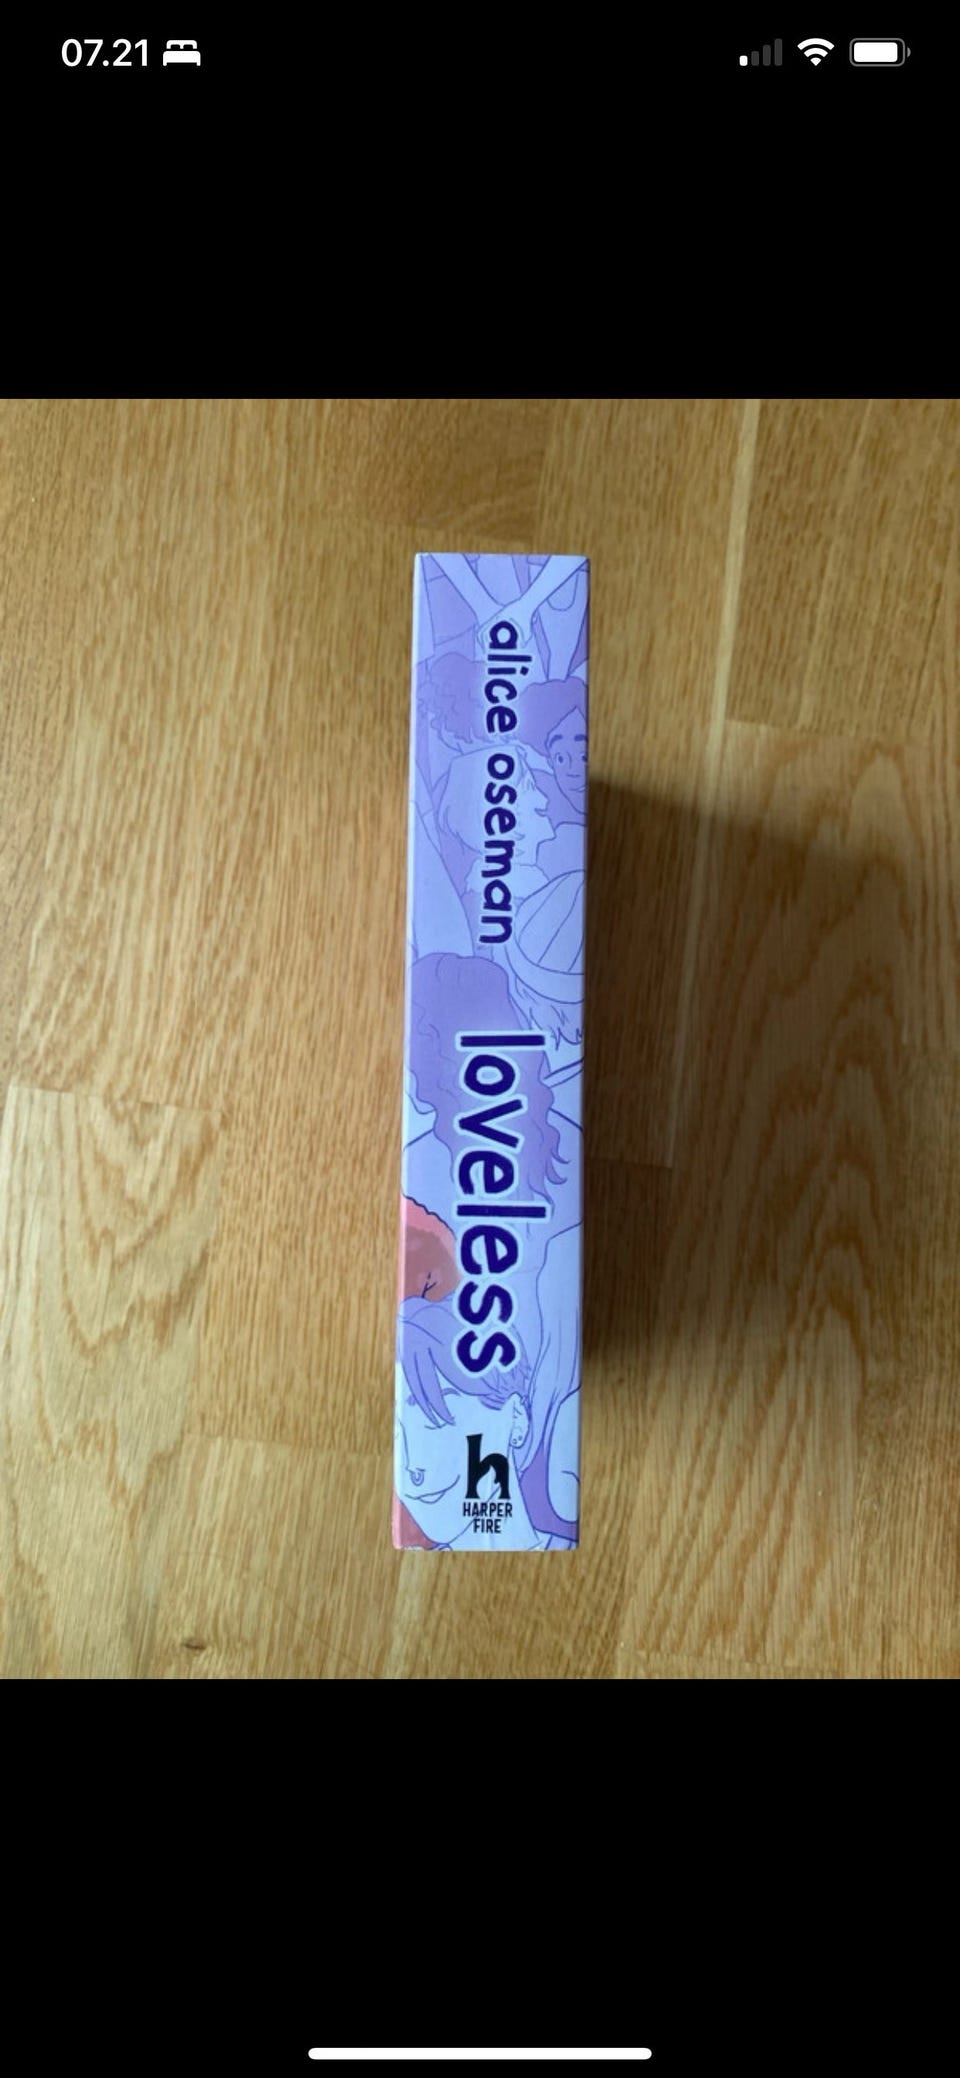 07.21
alice oseman
loveless
h
HARPER
FIRE